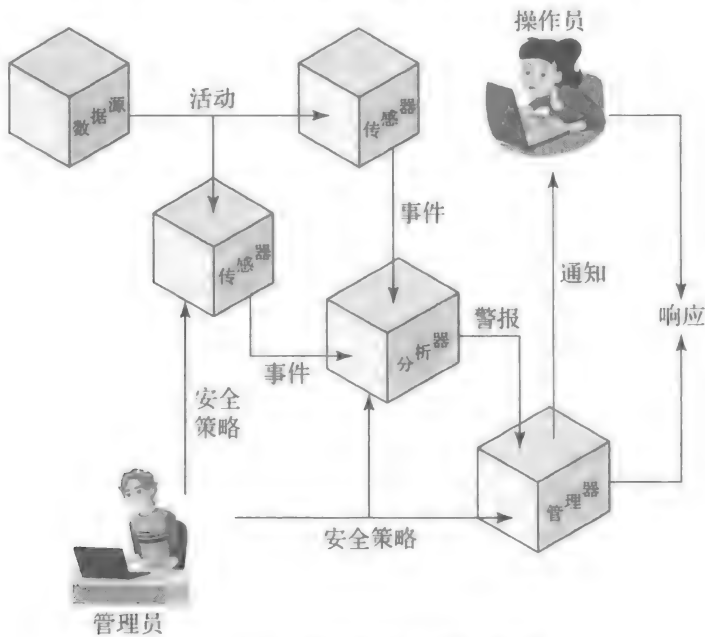 操作员
数据源
活动
传感器
事件
传感器
通知
分析器
警报
响应
事件
安全
策略
管理器
安全策略
管理员